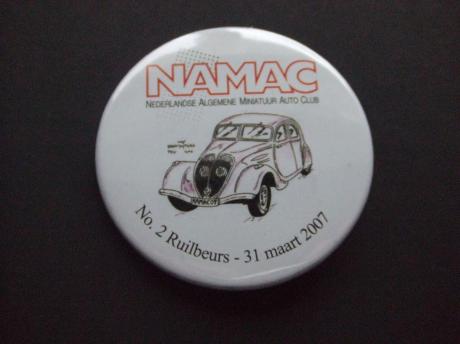 NAMAC
NEDERLANDSE ALGEMENE MINIATUUR AUTO CLUB
No. 2 Ruilbeurs - 31 maart 2007